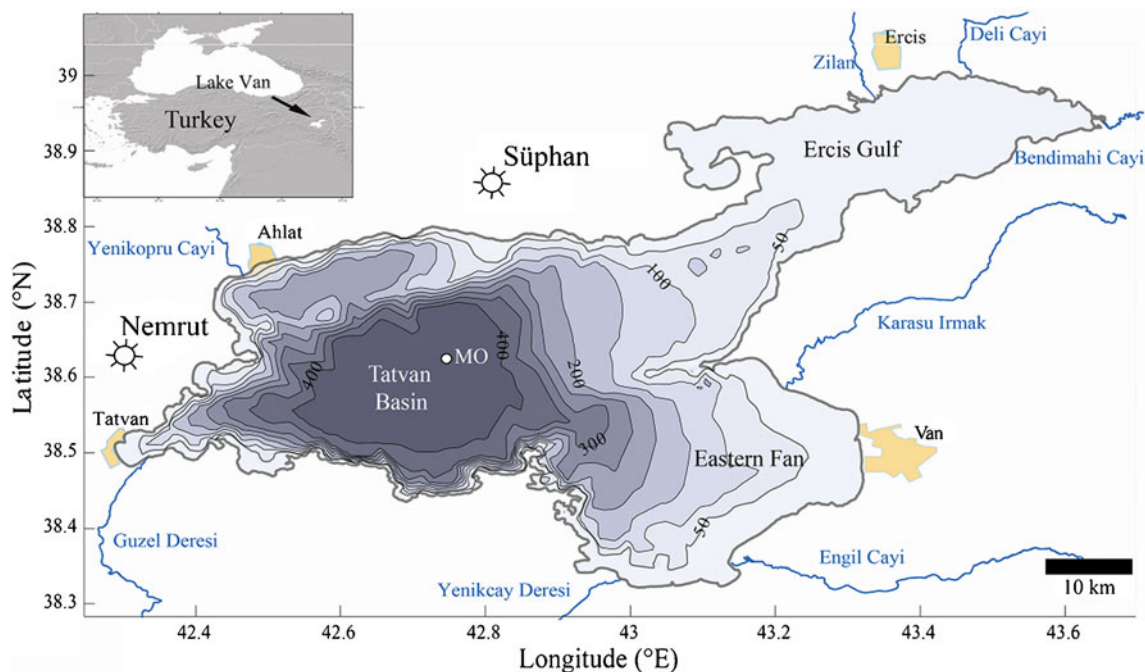 Lake Van
Turkey
Ercis
Deli Cayi
Zilan
39
38.9
38.8
38.7
38.6
38.5
38.4
38.3
Latitude (°N)
Ercis Gulf
Bendimahi Cayi
Süphan
Ahlat
Yenikopru Cayi
50
100
Nemrut
Karasu Irmak
400
200
MO
400
Tatvan
Basin
Tatvan
Van
300
Eastern Fan
50
Guzel Deresi
Engil Cayi
Yenikcay Deresi
10 km
42.4
42.6
42.8
43
43.2
43.4
43.6
Longitude (°E)